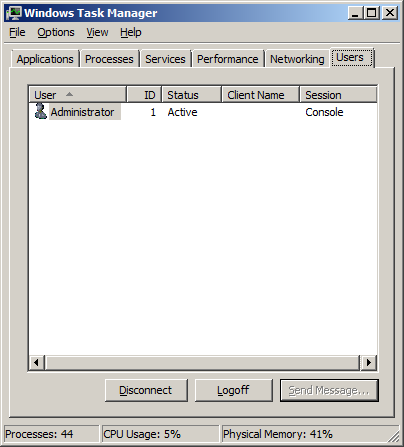 Windows Task Manager
File Options View Help
Applications Processes Services Performance Networking Users
User ID Status Client Name Session
Administrator 1 Active Console
Disconnect Logoff Send Message...
Processes: 44 CPU Usage: 5% Physical Memory: 41%